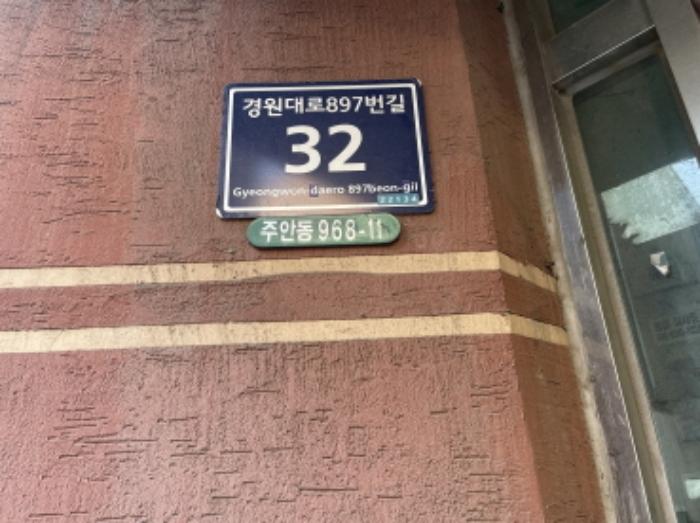 경원대로897번길
32
Gyeongwon-daero 897beon-gil
22134
주안동 968-11